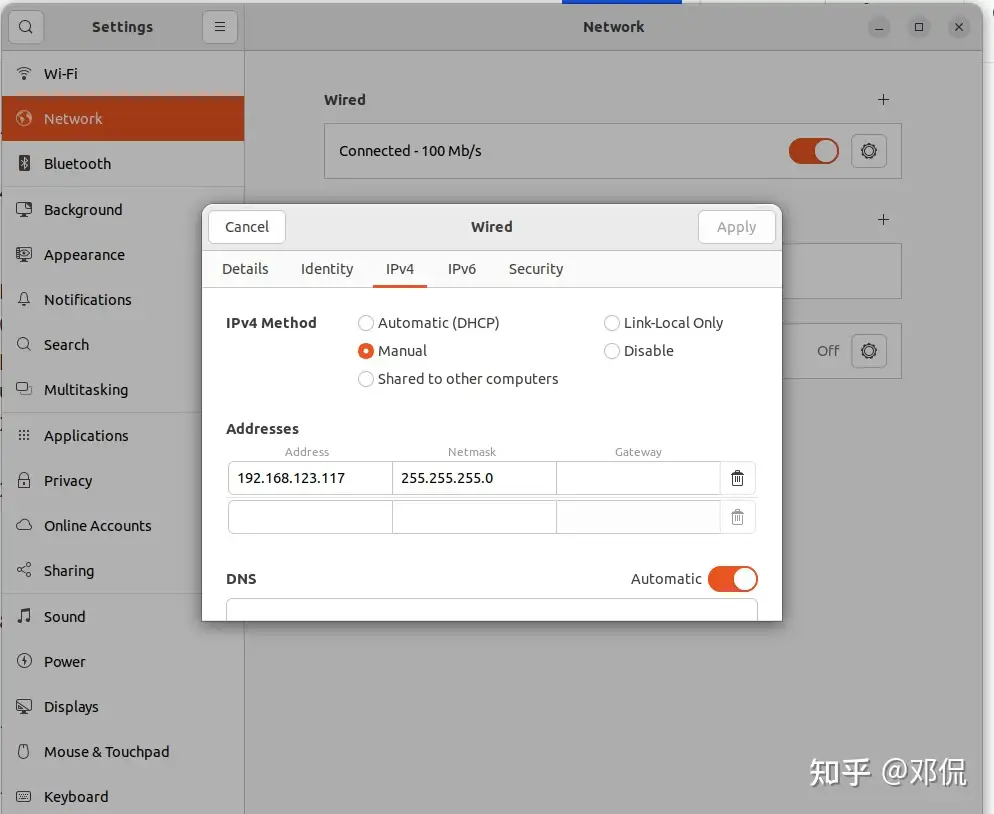 Settings
Network
Wi-Fi
Network
Bluetooth
Background
Appearance
Notifications
Search
Multitasking
Applications
Privacy
Online Accounts
Sharing
Sound
Power
Displays
Mouse & Touchpad
Keyboard
Wired
Connected - 100 Mb/s
Off
Cancel
Wired
Apply
Details Identity IPv4 IPv6 Security
IPv4 Method
Automatic (DHCP)
Link-Local Only
Manual
Disable
Shared to other computers
Addresses
Address Netmask Gateway
192.168.123.117 255.255.255.0
DNS
Automatic
知乎 @邓侃